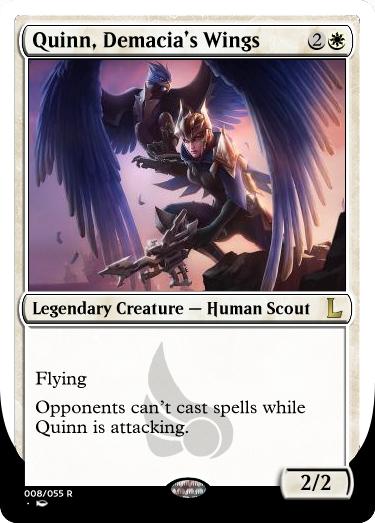 Quinn, Demacia's Wings 2
Legendary Creature — Human Scout L
Flying
Opponents can't cast spells while
Quinn is attacking.
2/2
008/055 R